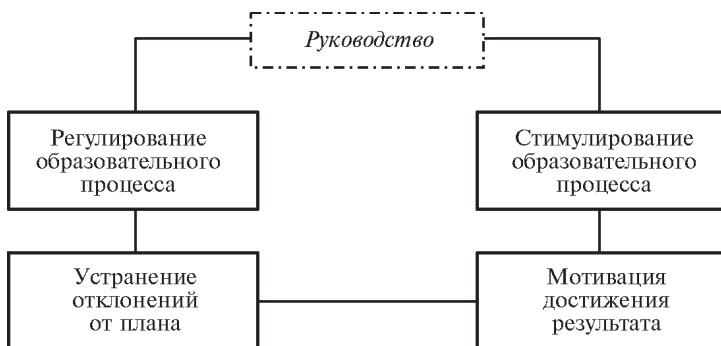 Руководство
Регулирование
образовательного
процесса
Стимулирование
образовательного
процесса
Устранение
отклонений
от плана
Мотивация
достижения
результата